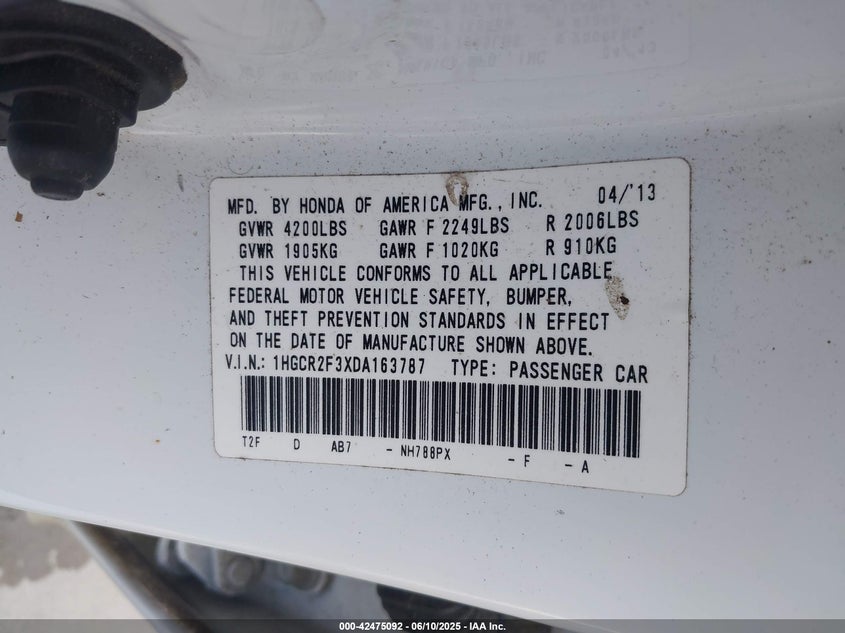 MFD. BY HONDA OF AMERICA MFG., INC. 04/'13
GVWR 4200LBS GAWR F 2249LBS R 2006LBS
GVWR 1905KG GAWR F 1020KG R 910KG
THIS VEHICLE CONFORMS TO ALL APPLICABLE
FEDERAL MOTOR VEHICLE SAFETY, BUMPER,
AND THEFT PREVENTION STANDARDS IN EFFECT
ON THE DATE OF MANUFACTURE SHOWN ABOVE.
V.I.N.: 1HGCR2F3XDA163787 TYPE: PASSENGER CAR
T2F D AB7 - NH788PX - F - A
000-42475092 - 06/10/2025 - IAA Inc.